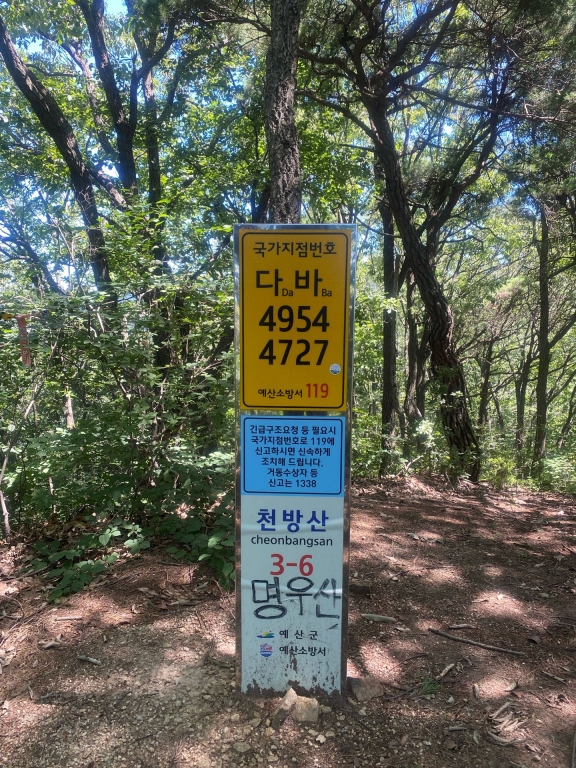 국가지점번호
다Da 바Ba
4954
4727
예산소방서 119
긴급구조요청 등 필요시
국가지점번호로 119에
신고하시면 신속하게
조치해 드립니다.
거동수상자 등
신고는 1338
천방산
cheonbangsan
3-6
명우산
예산군
예산소방서